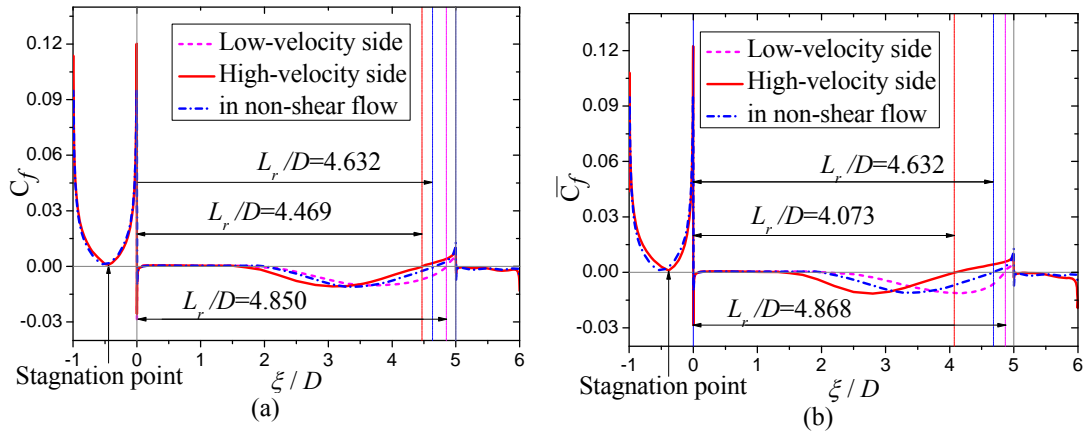 (a)
0.12
0.09
0.06
0.03
0.00
-0.03
C_f
Low-velocity side
High-velocity side
in non-shear flow
L_r/D=4.632
L_r/D=4.469
L_r/D=4.850
-1 0 1 2 3 4 5 6
Stagnation point
ξ / D
(a)
(b)
0.12
0.09
0.06
0.03
0.00
-0.03
C̅_f
Low-velocity side
High-velocity side
in non-shear flow
L_r/D=4.632
L_r/D=4.073
L_r/D=4.868
-1 0 1 2 3 4 5 6
Stagnation point
ξ / D
(b)